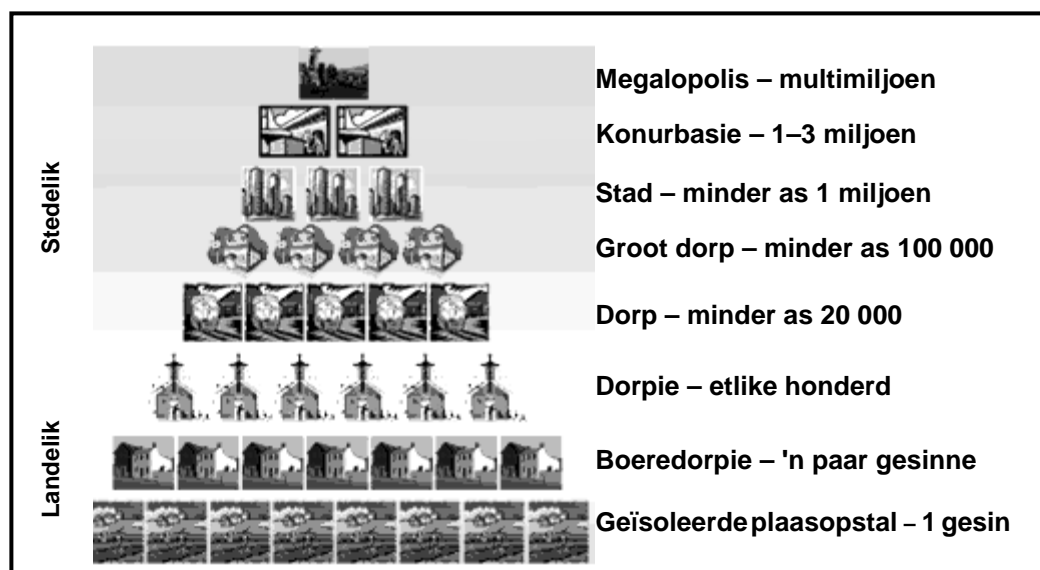 Megalopolis – multimiljoen
Konurbasie – 1–3 miljoen
Stad – minder as 1 miljoen
Groot dorp – minder as 100 000
Dorp – minder as 20 000
Dorpie – etlike honderd
Boeredorpie – 'n paar gesinne
Geïsoleerde plaasopstal – 1 gesin
Stedelik
Landelik